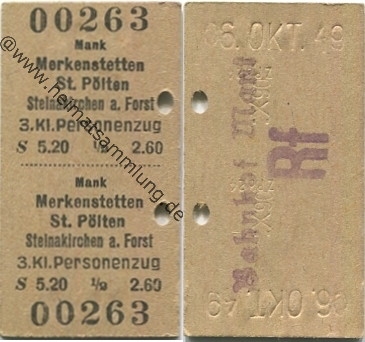 00263
Mank
Merkenstetten
St. Pölten
Steinakirchen a. Forst
3.Kl.Personenzug
S 5.20 1/2 2.60
Mank
Merkenstetten
St. Pölten
Steinakirchen a. Forst
3.Kl.Personenzug
S 5.20 1/2 2.60
00263
@www.heimatsammlung.de
06. OKT. 49
Bahnhof Mank
Rf
06. OKT. 49